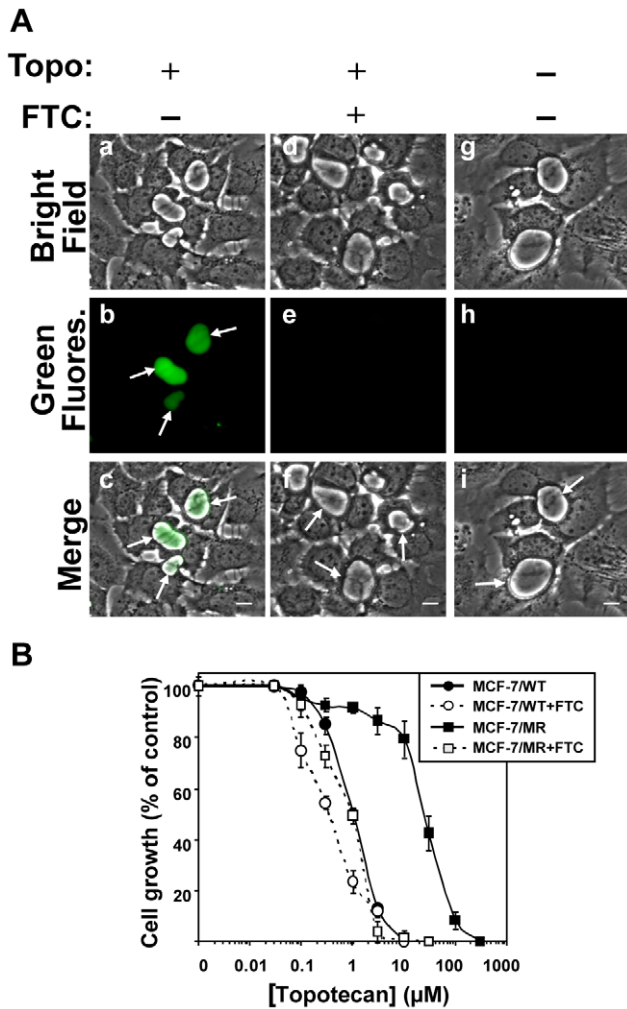 A
Topo: + + −
FTC: − + −
Bright Field
a d g
Green Fluores.
b e h
Merge
c f i
B
MCF-7/WT
MCF-7/WT+FTC
MCF-7/MR
MCF-7/MR+FTC
Cell growth (% of control)
100
80
60
40
20
0 0.01 0.1 1 10 100 1000
[Topotecan] (µM)